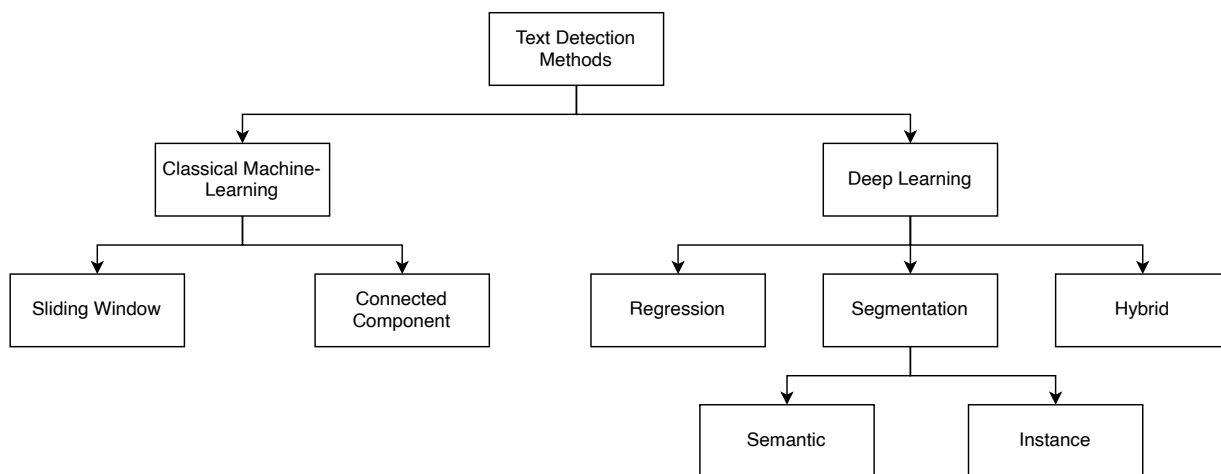 Text Detection
Methods
Classical Machine-
Learning
Deep Learning
Sliding Window
Connected
Component
Regression
Segmentation
Hybrid
Semantic
Instance